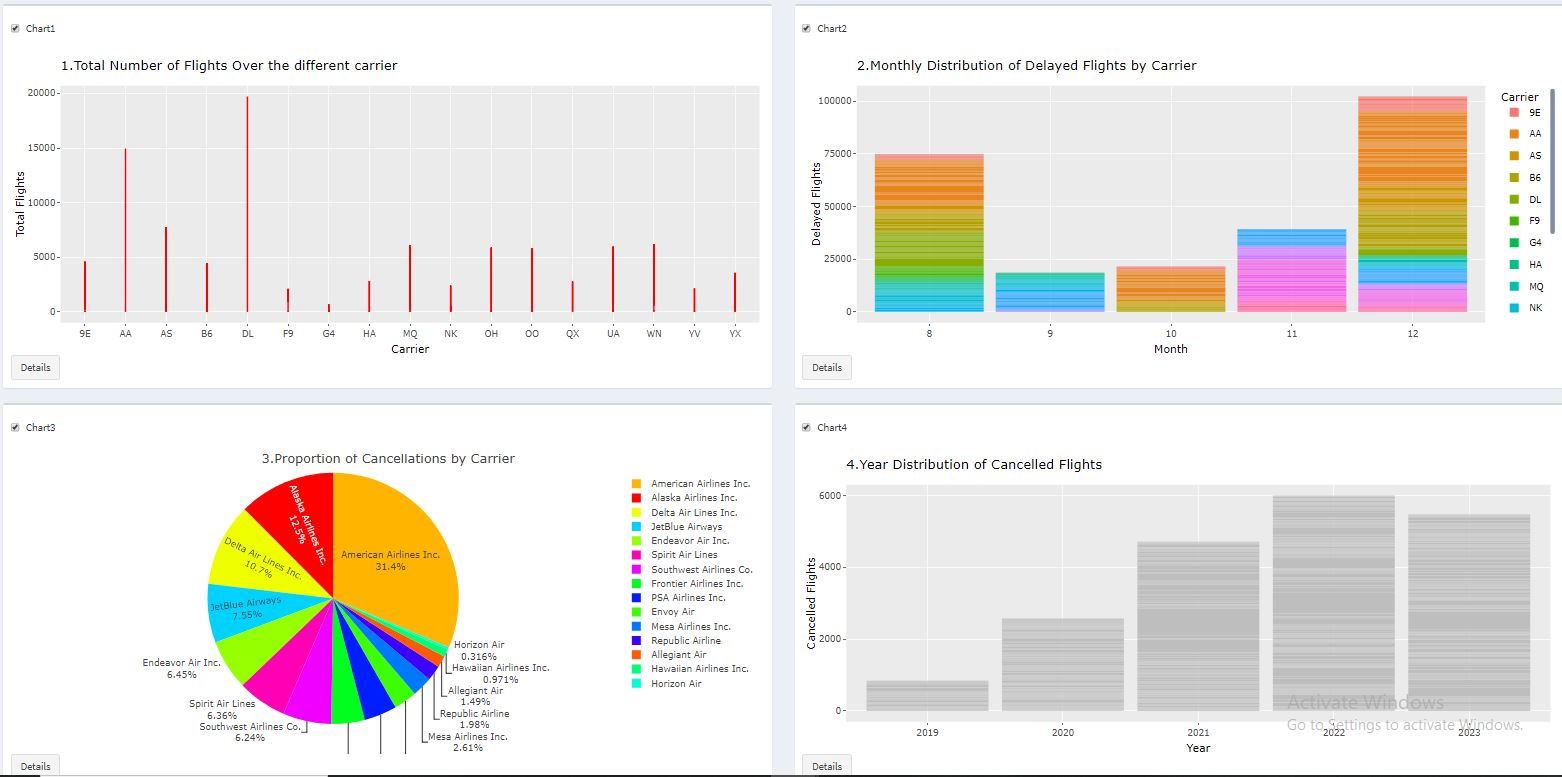 Chart1
1.Total Number of Flights Over the different carrier
Total Flights
20000
15000
10000
5000
0
9E AA AS B6 DL F9 G4 HA MQ NK OH OO QX UA WN YV YX
Carrier
Details
Chart2
2.Monthly Distribution of Delayed Flights by Carrier
Delayed Flights
100000
75000
50000
25000
0
8 9 10 11 12
Month
Carrier
9E
AA
AS
B6
DL
F9
G4
HA
MQ
NK
Details
Chart3
3.Proportion of Cancellations by Carrier
American Airlines Inc.
31.4%
Alaska Airlines Inc.
12.5%
Delta Air Lines Inc.
10.7%
JetBlue Airways
7.55%
Endeavor Air Inc.
6.45%
Spirit Air Lines
6.36%
Southwest Airlines Co.
6.24%
Horizon Air
0.316%
Hawaiian Airlines Inc.
0.971%
Allegiant Air
1.49%
Republic Airline
1.98%
Mesa Airlines Inc.
2.61%
American Airlines Inc.
Alaska Airlines Inc.
Delta Air Lines Inc.
JetBlue Airways
Endeavor Air Inc.
Spirit Air Lines
Southwest Airlines Co.
Frontier Airlines Inc.
PSA Airlines Inc.
Envoy Air
Mesa Airlines Inc.
Republic Airline
Allegiant Air
Hawaiian Airlines Inc.
Horizon Air
Details
Chart4
4.Year Distribution of Cancelled Flights
Cancelled Flights
6000
4000
2000
0
2019 2020 2021 2022 2023
Year
Details
Activate Windows
Go to Settings to activate Windows.